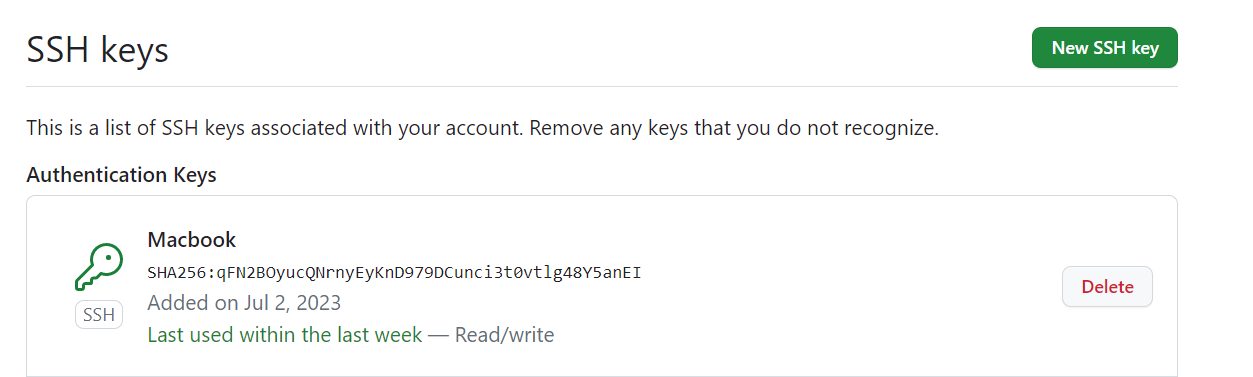 SSH keys
New SSH key
This is a list of SSH keys associated with your account. Remove any keys that you do not recognize.
Authentication Keys
Macbook
SHA256:qFN2BOyucQNrnyEyKnD979DCunci3t0vtlg48Y5anEI
Added on Jul 2, 2023
Last used within the last week — Read/write
SSH
Delete